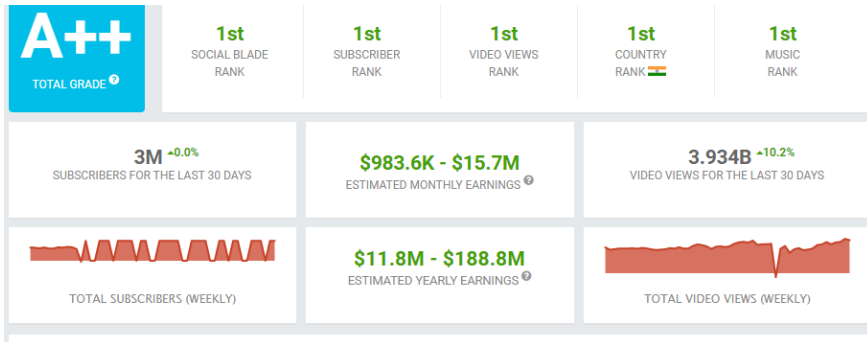 A++
TOTAL GRADE ?
1st
SOCIAL BLADE
RANK
1st
SUBSCRIBER
RANK
1st
VIDEO VIEWS
RANK
1st
COUNTRY
RANK
1st
MUSIC
RANK
3M 0.0%
SUBSCRIBERS FOR THE LAST 30 DAYS
$983.6K - $15.7M
ESTIMATED MONTHLY EARNINGS ?
3.934B 10.2%
VIDEO VIEWS FOR THE LAST 30 DAYS
TOTAL SUBSCRIBERS (WEEKLY)
$11.8M - $188.8M
ESTIMATED YEARLY EARNINGS ?
TOTAL VIDEO VIEWS (WEEKLY)